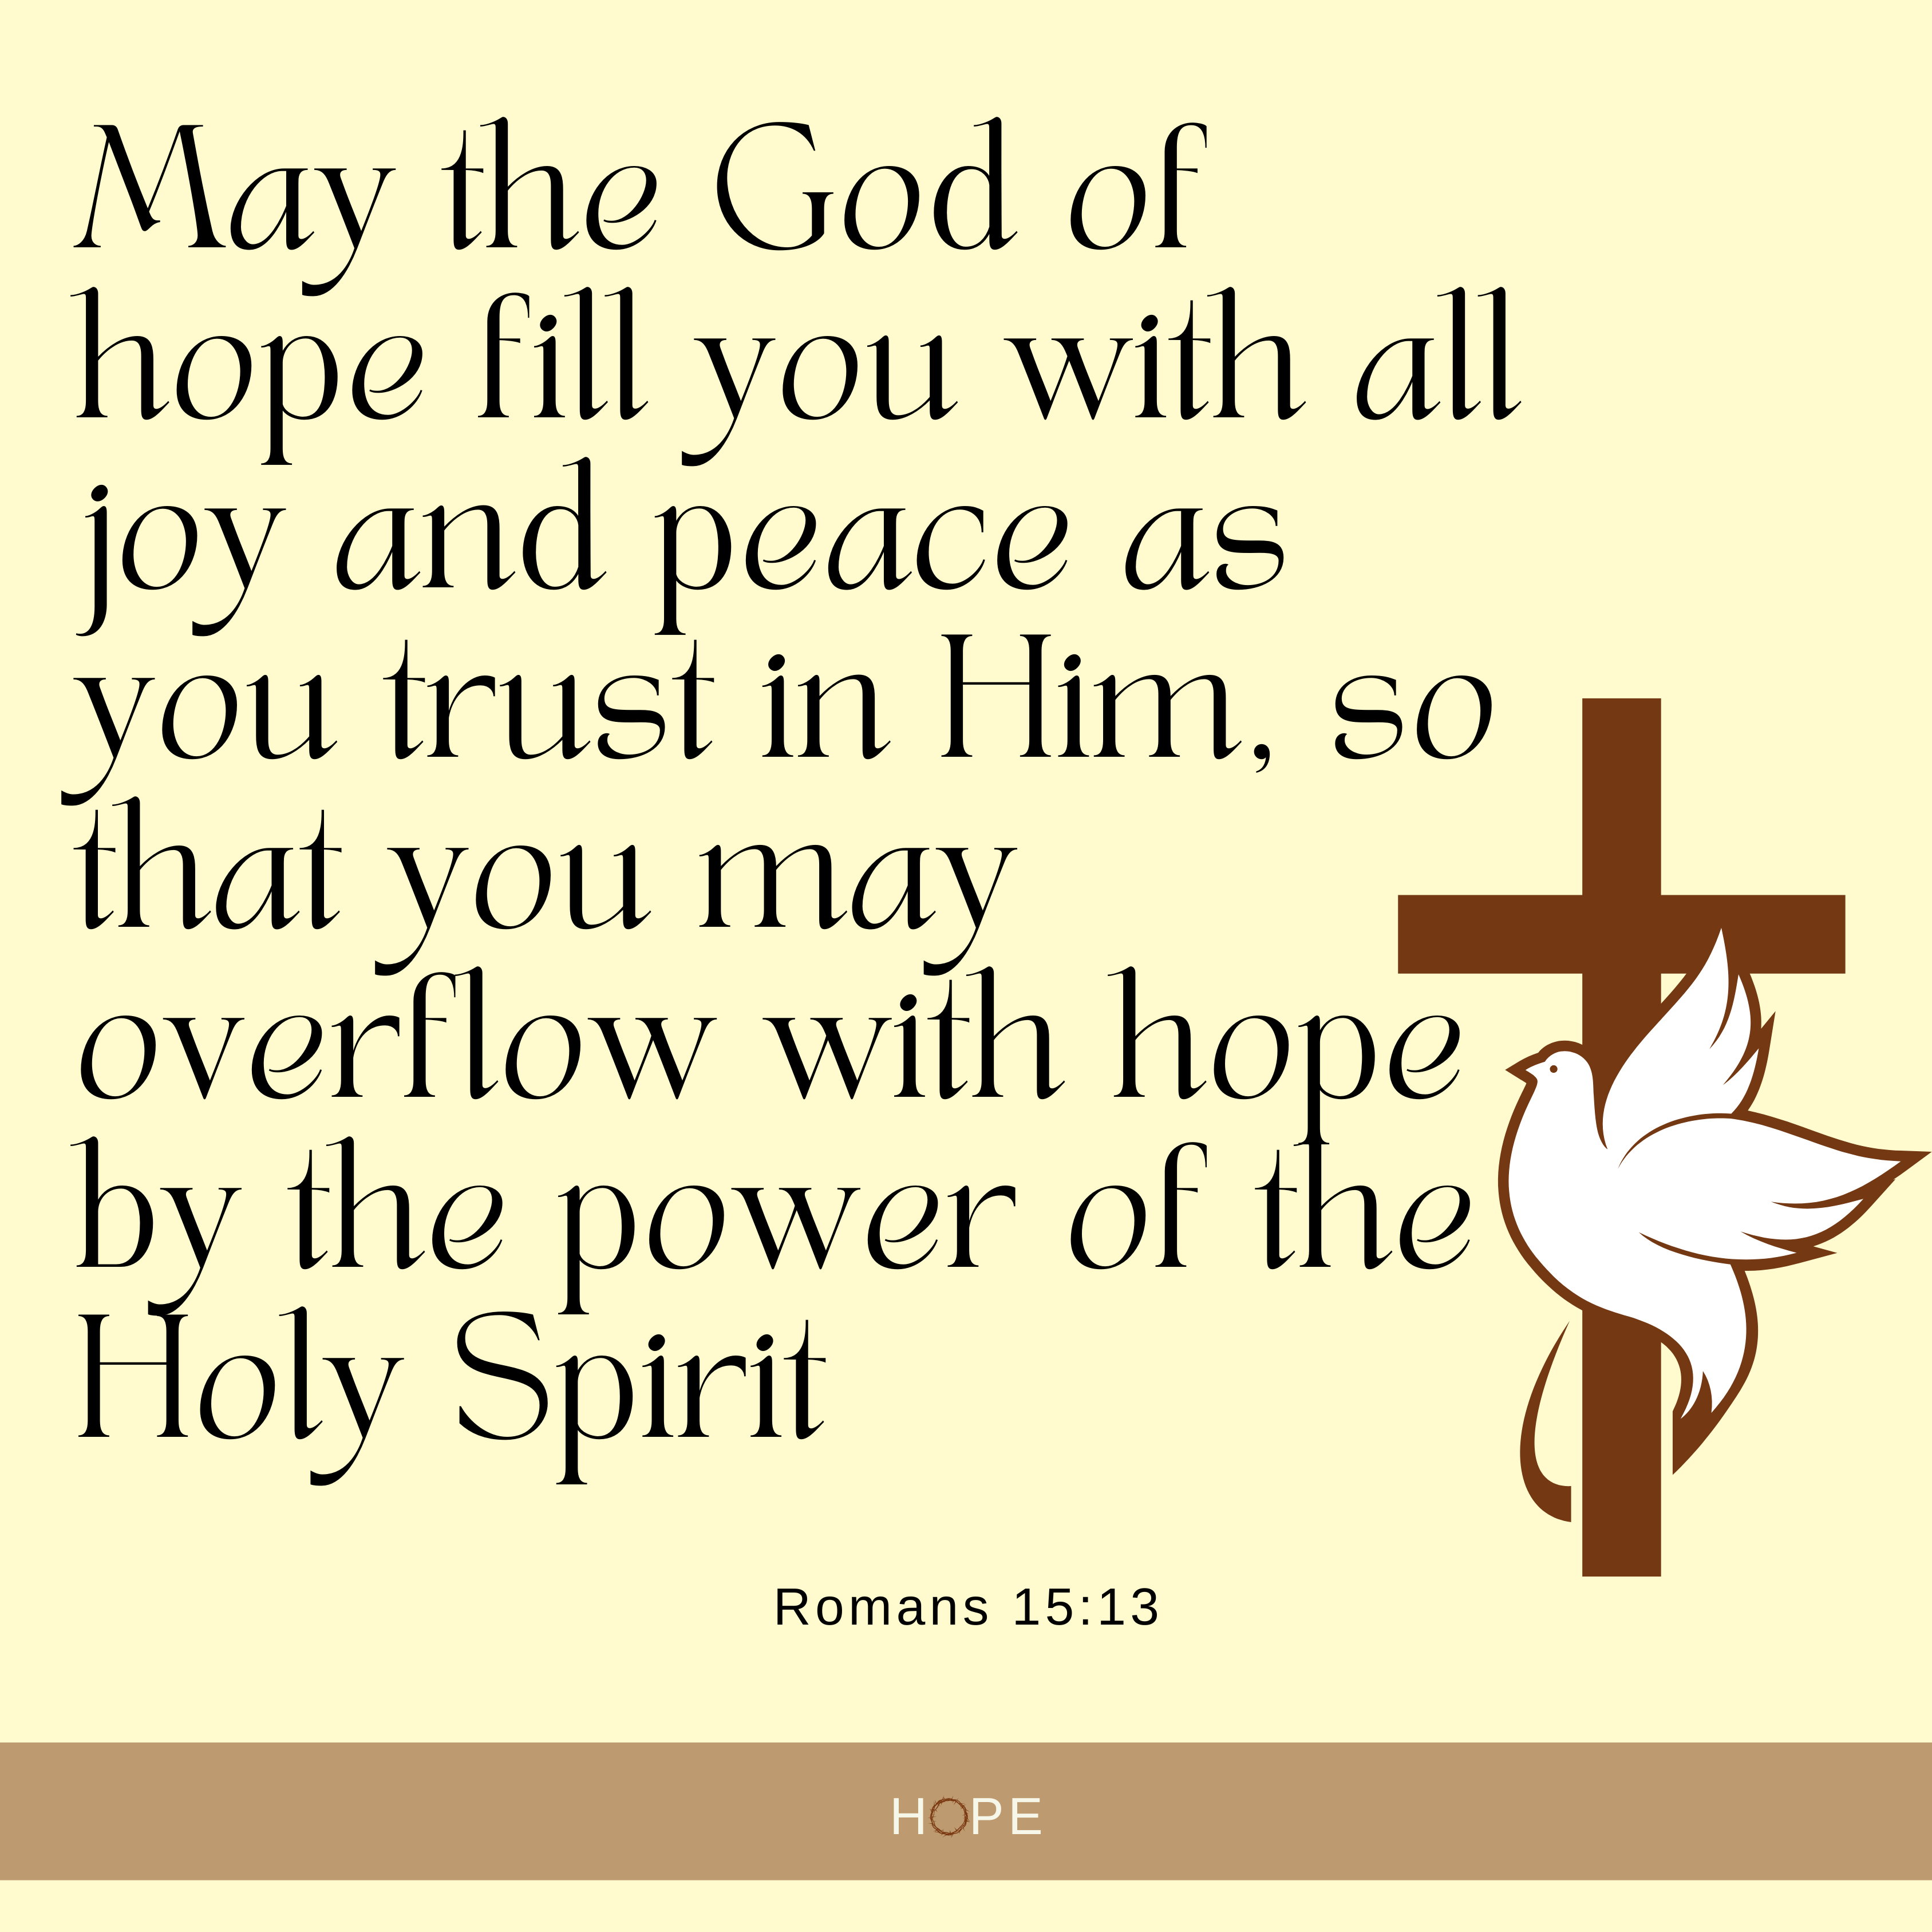 May the God of
hope fill you with all
joy and peace as
you trust in Him, so
that you may
overflow with hope
by the power of the
Holy Spirit
Romans 15:13
HOPE